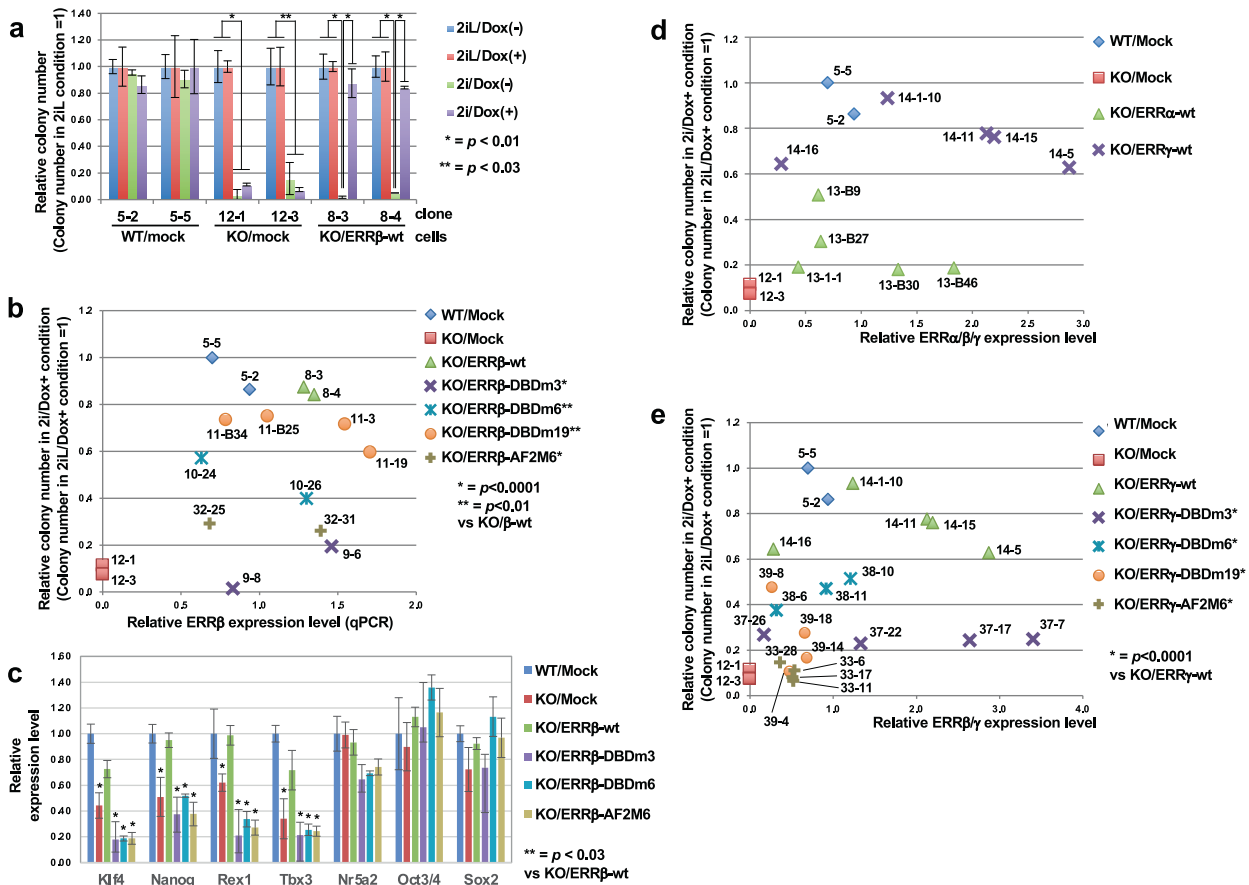 a
Relative colony number
(Colony number in 2iL condition =1)
1.40
1.20
1.00
0.80
0.60
0.40
0.20
0.00
* ** * * * *
2iL/Dox(-)
2iL/Dox(+)
2i/Dox(-)
2i/Dox(+)
* = p < 0.01
** = p < 0.03
5-2 5-5 12-1 12-3 8-3 8-4 clone
WT/mock KO/mock KO/ERRβ-wt cells
b
Relative colony number in 2i/Dox+ condition
(Colony number in 2iL/Dox+ condition =1)
1.2
1.0
0.8
0.6
0.4
0.2
0.0
0.0 0.5 1.0 1.5 2.0
Relative ERRβ expression level (qPCR)
5-5
5-2
8-3
8-4
11-B34
11-B25
11-3
11-19
10-24
10-26
32-25
32-31
9-6
9-8
12-1
12-3
WT/Mock
KO/Mock
KO/ERRβ-wt
KO/ERRβ-DBDm3*
KO/ERRβ-DBDm6**
KO/ERRβ-DBDm19**
KO/ERRβ-AF2M6*
* = p<0.0001
** = p<0.01
vs KO/β-wt
c
Relative
expression level
1.60
1.40
1.20
1.00
0.80
0.60
0.40
0.20
0.00
* * * * * * * * * * * * * * * *
Klf4 Nanog Rex1 Tbx3 Nr5a2 Oct3/4 Sox2
WT/Mock
KO/Mock
KO/ERRβ-wt
KO/ERRβ-DBDm3
KO/ERRβ-DBDm6
KO/ERRβ-AF2M6
** = p < 0.03
vs KO/ERRβ-wt
d
Relative colony number in 2i/Dox+ condition
(Colony number in 2iL/Dox+ condition =1)
1.2
1.0
0.8
0.6
0.4
0.2
0.0
0.0 0.5 1.0 1.5 2.0 2.5 3.0
Relative ERRα/β/γ expression level
5-5
5-2
14-1-10
14-11
14-15
14-16
14-5
13-B9
13-B27
13-1-1
13-B30
13-B46
12-1
12-3
WT/Mock
KO/Mock
KO/ERRα-wt
KO/ERRγ-wt
e
Relative colony number in 2i/Dox+ condition
(Colony number in 2iL/Dox+ condition =1)
1.2
1.0
0.8
0.6
0.4
0.2
0.0
0.0 1.0 2.0 3.0 4.0
Relative ERRβ/γ expression level
5-5
5-2
14-1-10
14-11
14-15
14-16
14-5
39-8
38-10
38-6
38-11
37-26
39-18
37-22
37-17
37-7
39-14
33-28
33-6
33-17
33-11
39-4
12-1
12-3
WT/Mock
KO/Mock
KO/ERRγ-wt
KO/ERRγ-DBDm3*
KO/ERRγ-DBDm6*
KO/ERRγ-DBDm19*
KO/ERRγ-AF2M6*
* = p<0.0001
vs KO/ERRγ-wt